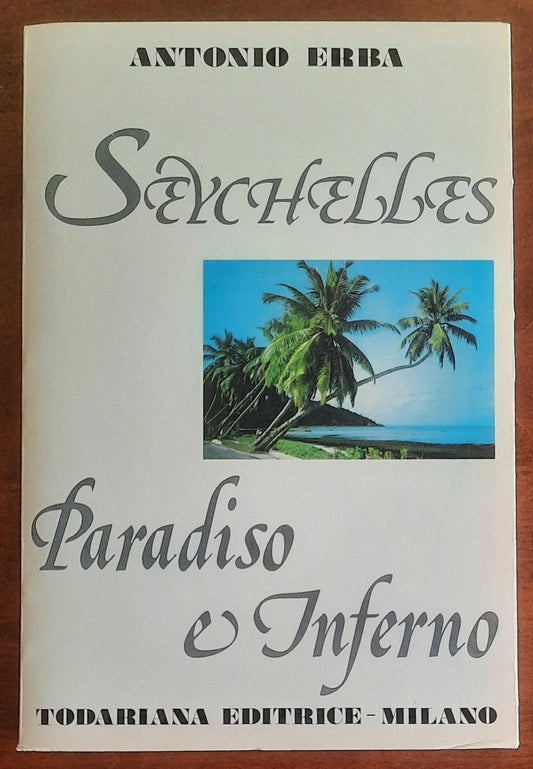 ANTONIO ERBA
SEYCHELLES
Paradiso
e Inferno
TODARIANA EDITRICE - MILANO